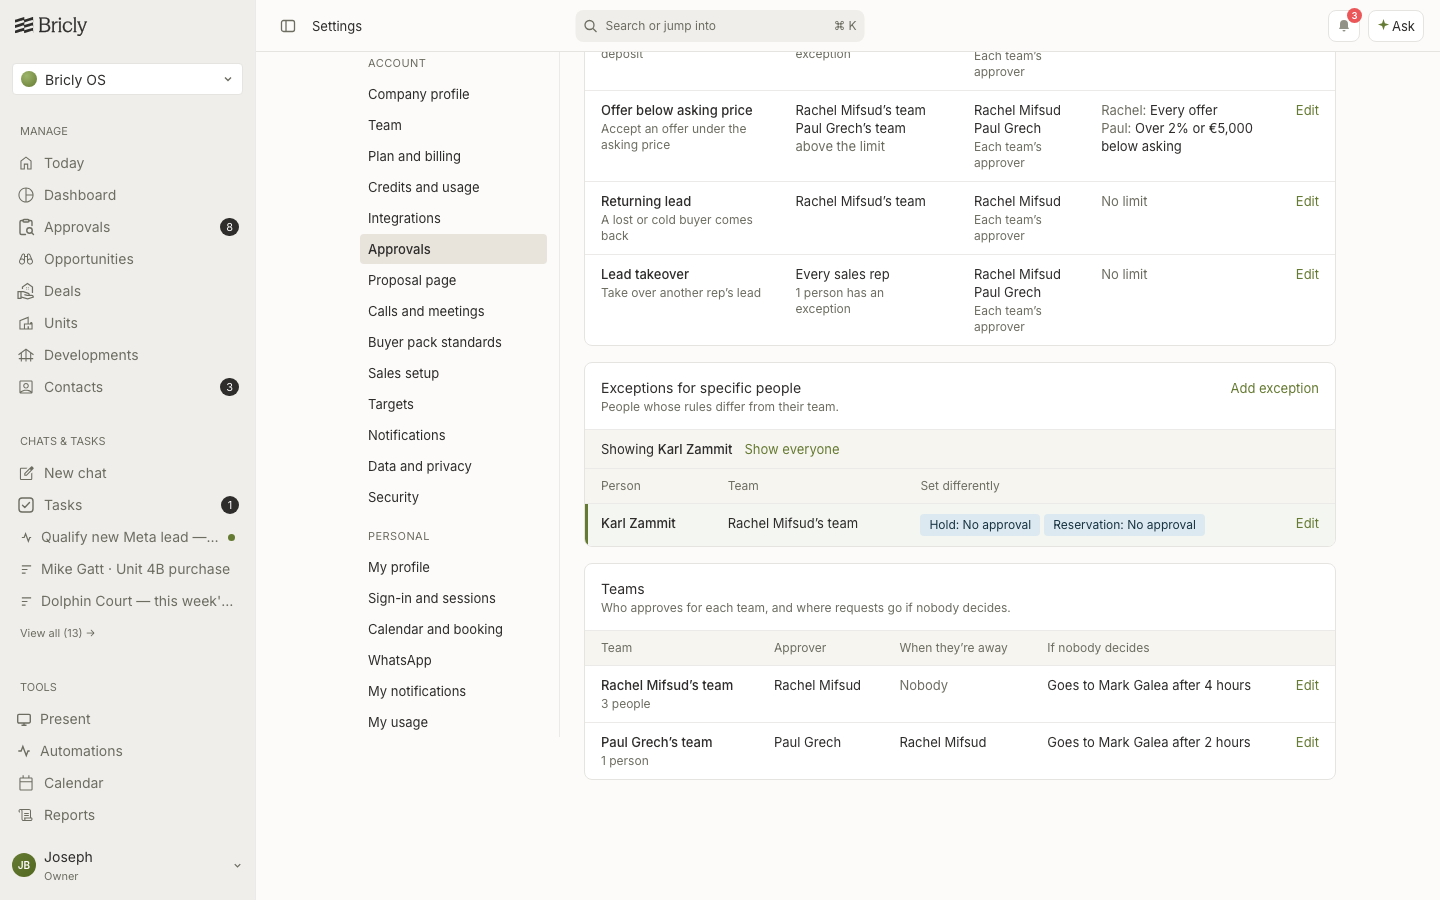 Bricly
Settings
Search or jump into
⌘ K
3
Ask
Bricly OS
MANAGE
Today
Dashboard
Approvals
8
Opportunities
Deals
Units
Developments
Contacts
3
CHATS & TASKS
New chat
Tasks
1
Qualify new Meta lead —...
Mike Gatt · Unit 4B purchase
Dolphin Court — this week'...
View all (13) →
TOOLS
Present
Automations
Calendar
Reports
JB
Joseph
Owner
ACCOUNT
Company profile
Team
Plan and billing
Credits and usage
Integrations
Approvals
Proposal page
Calls and meetings
Buyer pack standards
Sales setup
Targets
Notifications
Data and privacy
Security
PERSONAL
My profile
Sign-in and sessions
Calendar and booking
WhatsApp
My notifications
My usage
deposit
exception
Each team's
approver
Offer below asking price
Accept an offer under the
asking price
Rachel Mifsud's team
Paul Grech's team
above the limit
Rachel Mifsud
Paul Grech
Each team's
approver
Rachel: Every offer
Paul: Over 2% or €5,000
below asking
Edit
Returning lead
A lost or cold buyer comes
back
Rachel Mifsud's team
Rachel Mifsud
Each team's
approver
No limit
Edit
Lead takeover
Take over another rep's lead
Every sales rep
1 person has an
exception
Rachel Mifsud
Paul Grech
Each team's
approver
No limit
Edit
Exceptions for specific people
People whose rules differ from their team.
Add exception
Showing Karl Zammit Show everyone
Person Team Set differently
Karl Zammit Rachel Mifsud's team Hold: No approval Reservation: No approval Edit
Teams
Who approves for each team, and where requests go if nobody decides.
Team Approver When they're away If nobody decides
Rachel Mifsud's team Rachel Mifsud Nobody Goes to Mark Galea after 4 hours Edit
3 people
Paul Grech's team Paul Grech Rachel Mifsud Goes to Mark Galea after 2 hours Edit
1 person